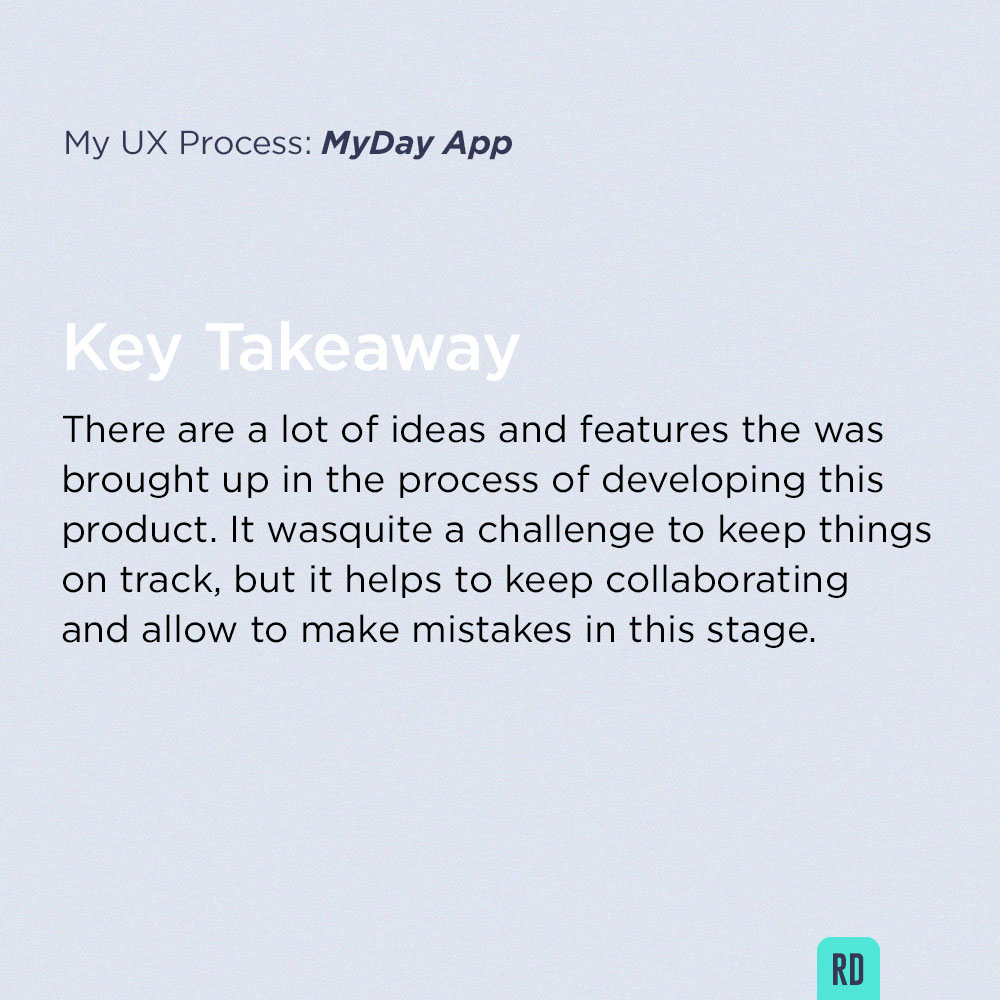 My UX Process: MyDay App
Key Takeaway
There are a lot of ideas and features the was
brought up in the process of developing this
product. It wasquite a challenge to keep things
on track, but it helps to keep collaborating
and allow to make mistakes in this stage.
RD